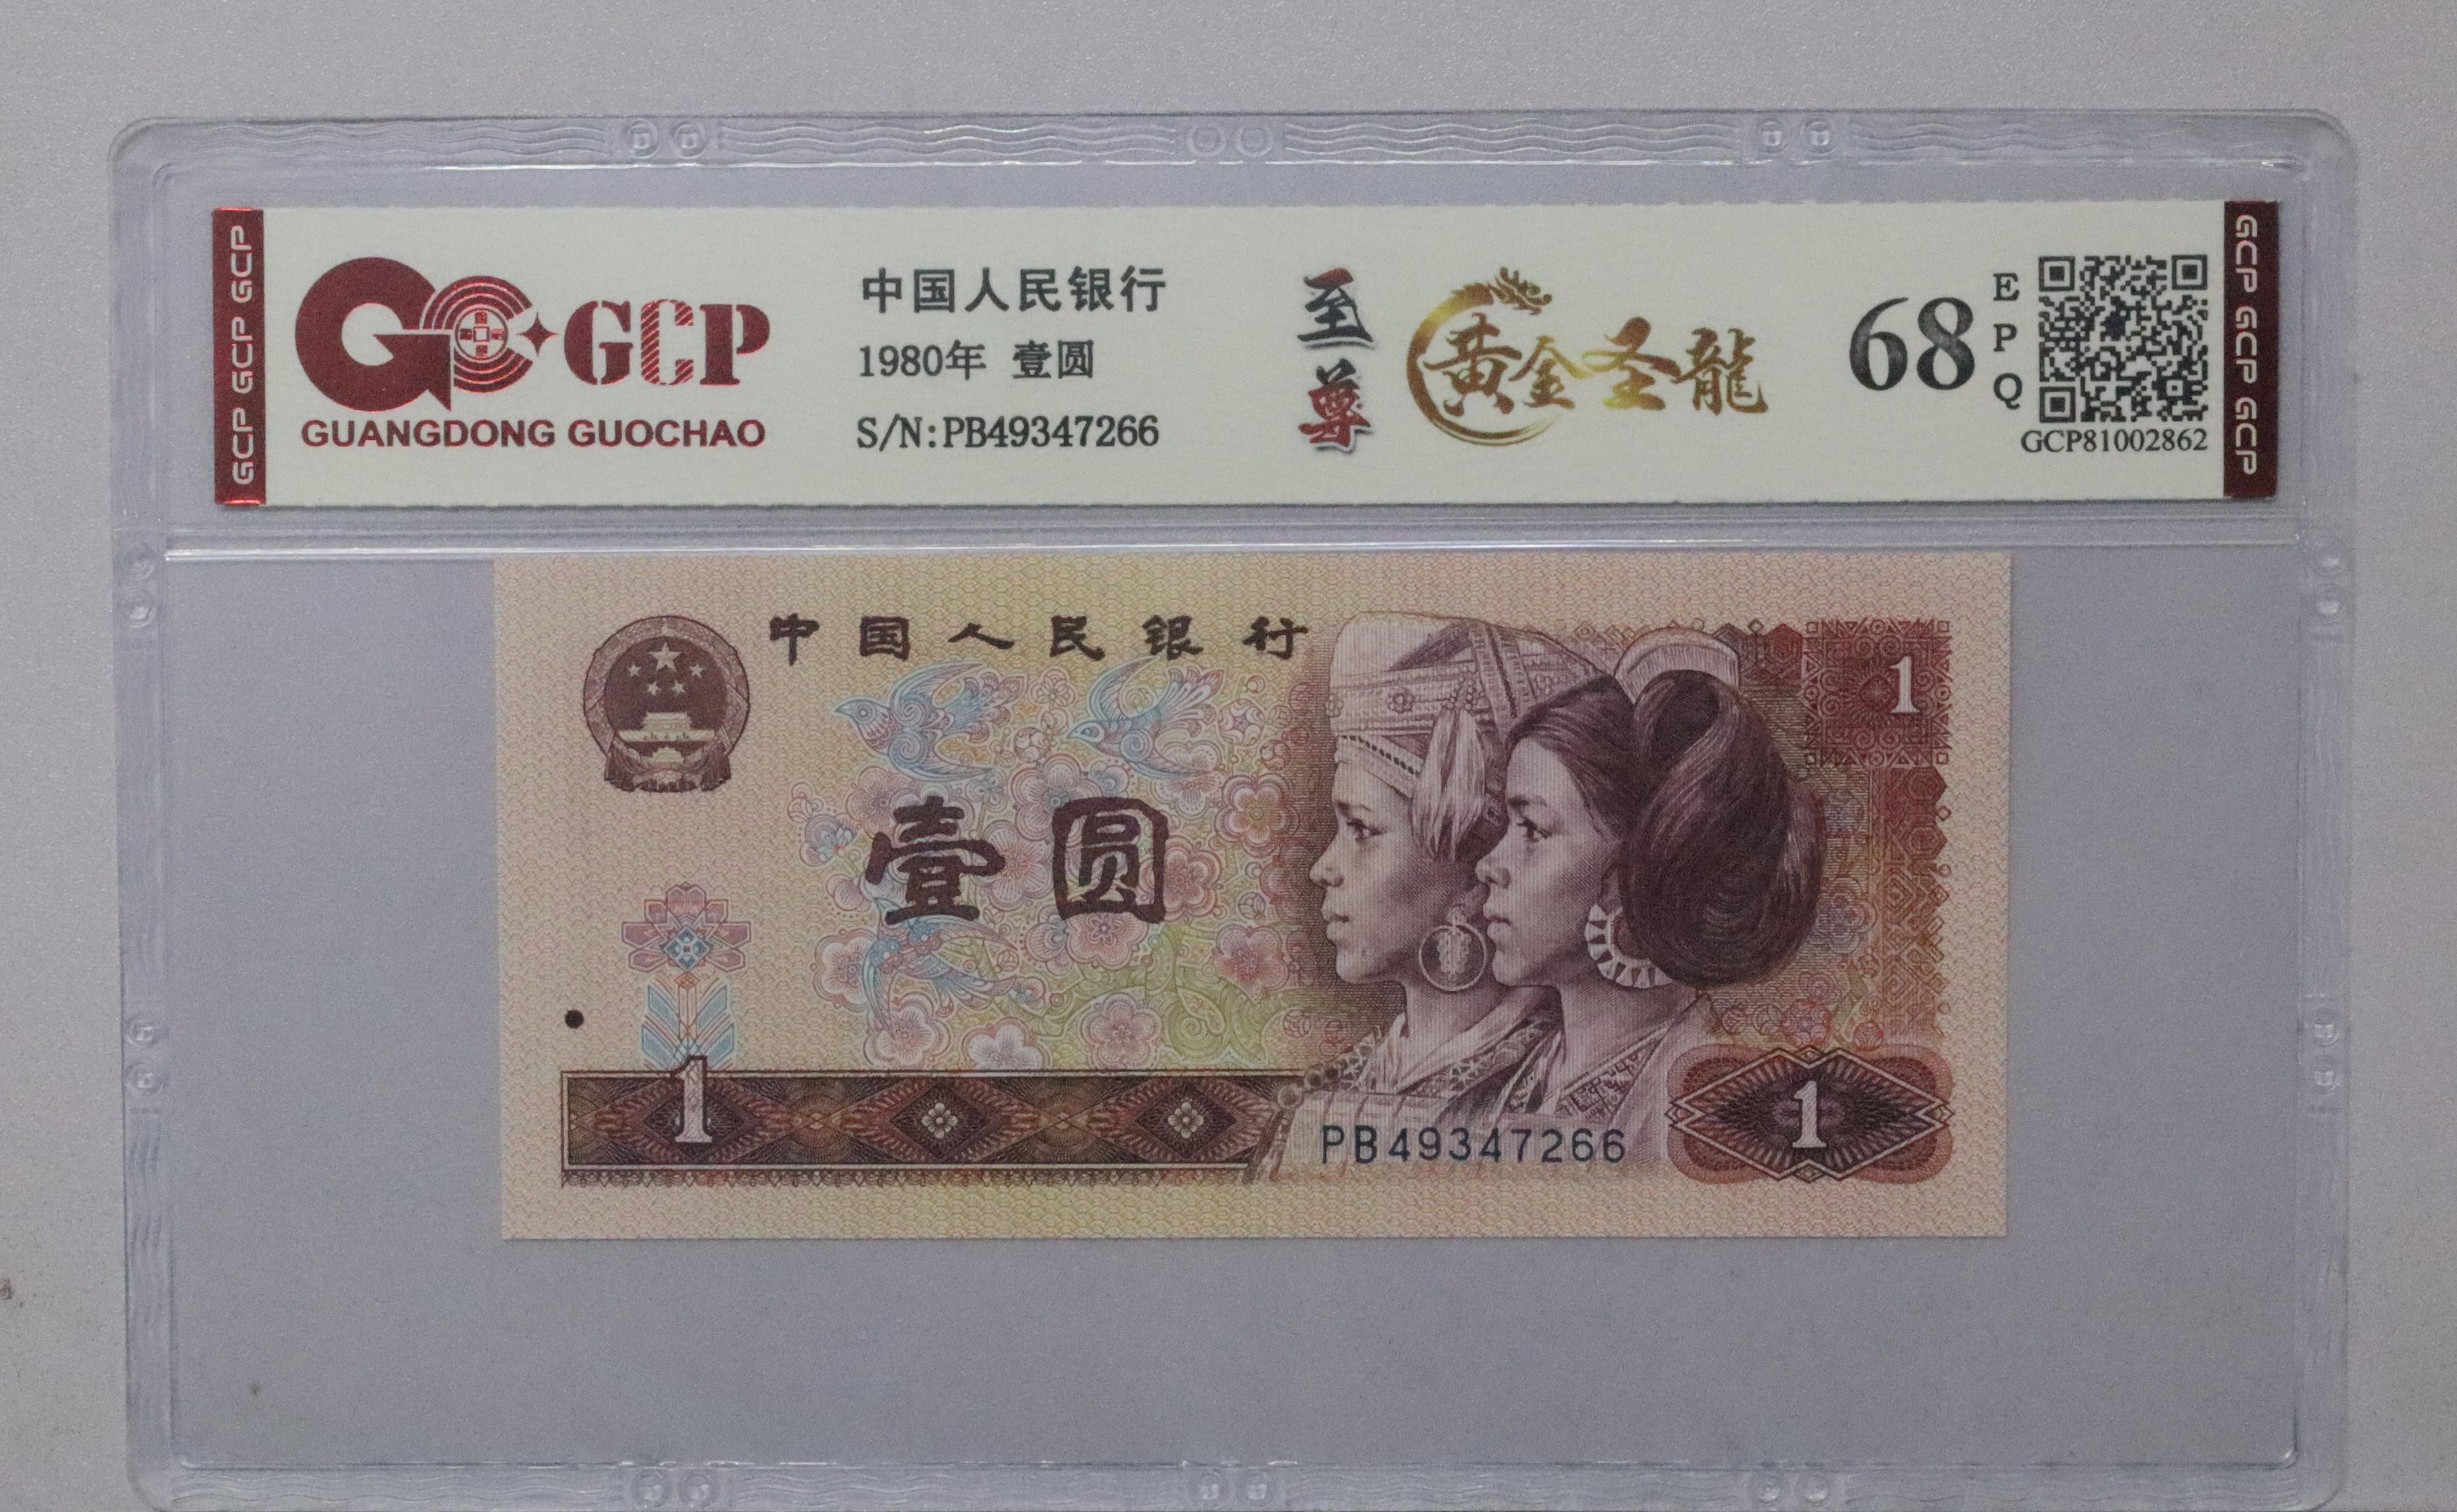 GCP GCP GCP
GCP
GUANGDONG GUOCHAO
中国人民银行
1980年 壹圆
S/N:PB49347266
至尊
黄金圣龍
68
EPQ
GCP81002862
GCP GCP GCP
中国人民银行
1
壹圆
1
PB49347266
1